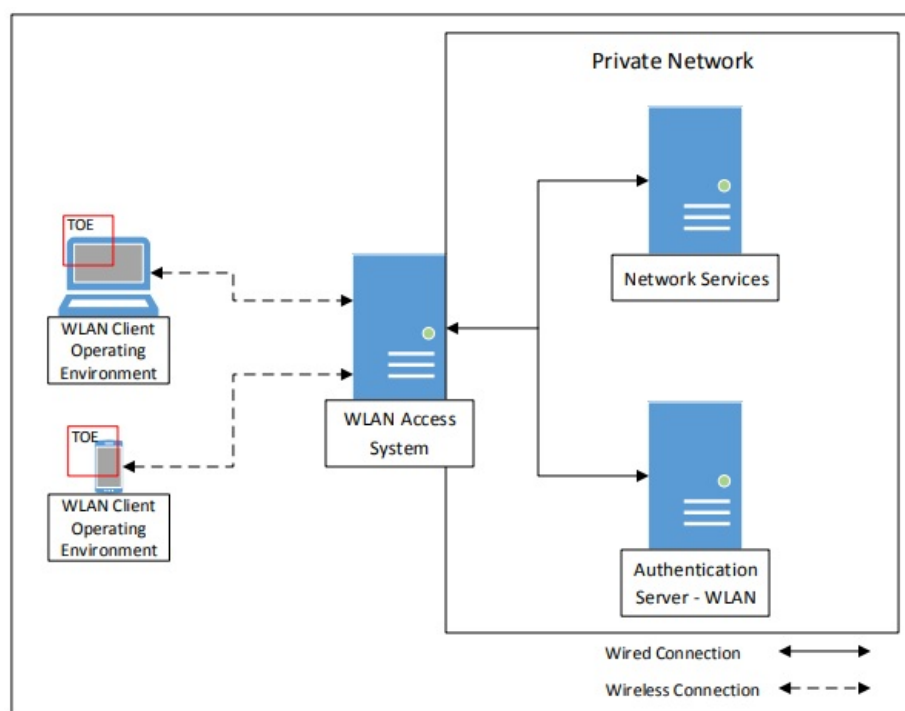 Private Network
TOE
WLAN Client
Operating
Environment
Network Services
WLAN Access
System
TOE
WLAN Client
Operating
Environment
Authentication
Server - WLAN
Wired Connection
Wireless Connection